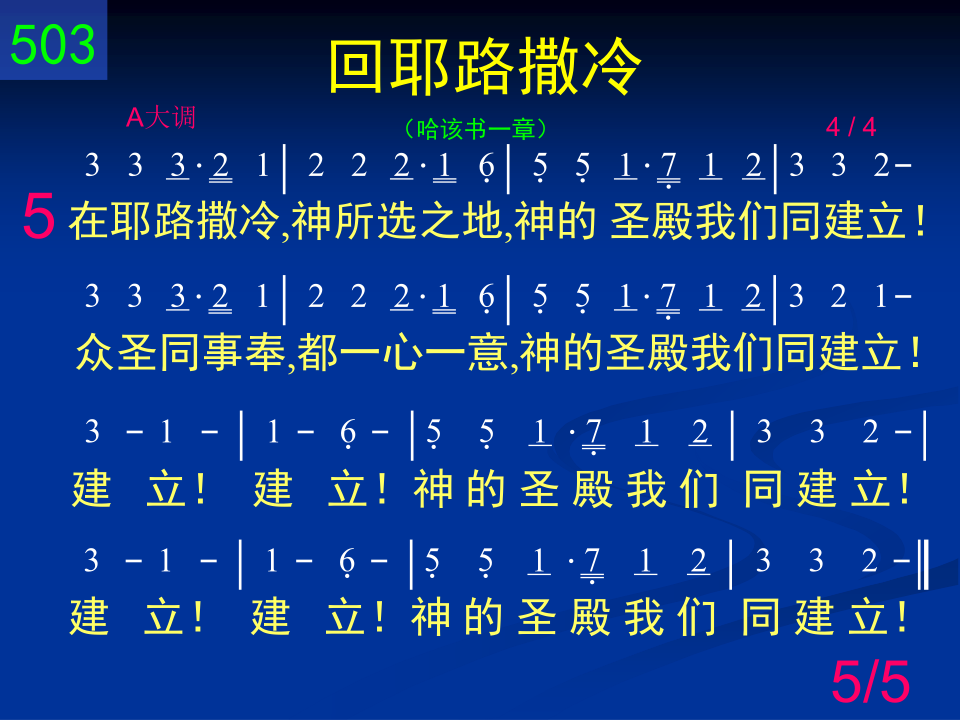 503
回耶路撒冷
A大调 （哈该书一章） 4 / 4
3 3 3·2 1 | 2 2 2·1 6̣ | 5̣ 5̣ 1·7̣ 1 2 | 3 3 2 –
5 在耶路撒冷,神所选之地,神的 圣殿我们同建立！
3 3 3·2 1 | 2 2 2·1 6̣ | 5̣ 5̣ 1·7̣ 1 2 | 3 2 1 –
众圣同事奉,都一心一意,神的圣殿我们同建立！
3 – 1 – | 1 – 6̣ – | 5̣ 5̣ 1 ·7̣ 1 2 | 3 3 2 – |
建 立！ 建 立！神 的 圣 殿 我 们 同 建 立！
3 – 1 – | 1 – 6̣ – | 5̣ 5̣ 1 ·7̣ 1 2 | 3 3 2 – ‖
建 立！ 建 立！神 的 圣 殿 我 们 同 建 立！
5/5